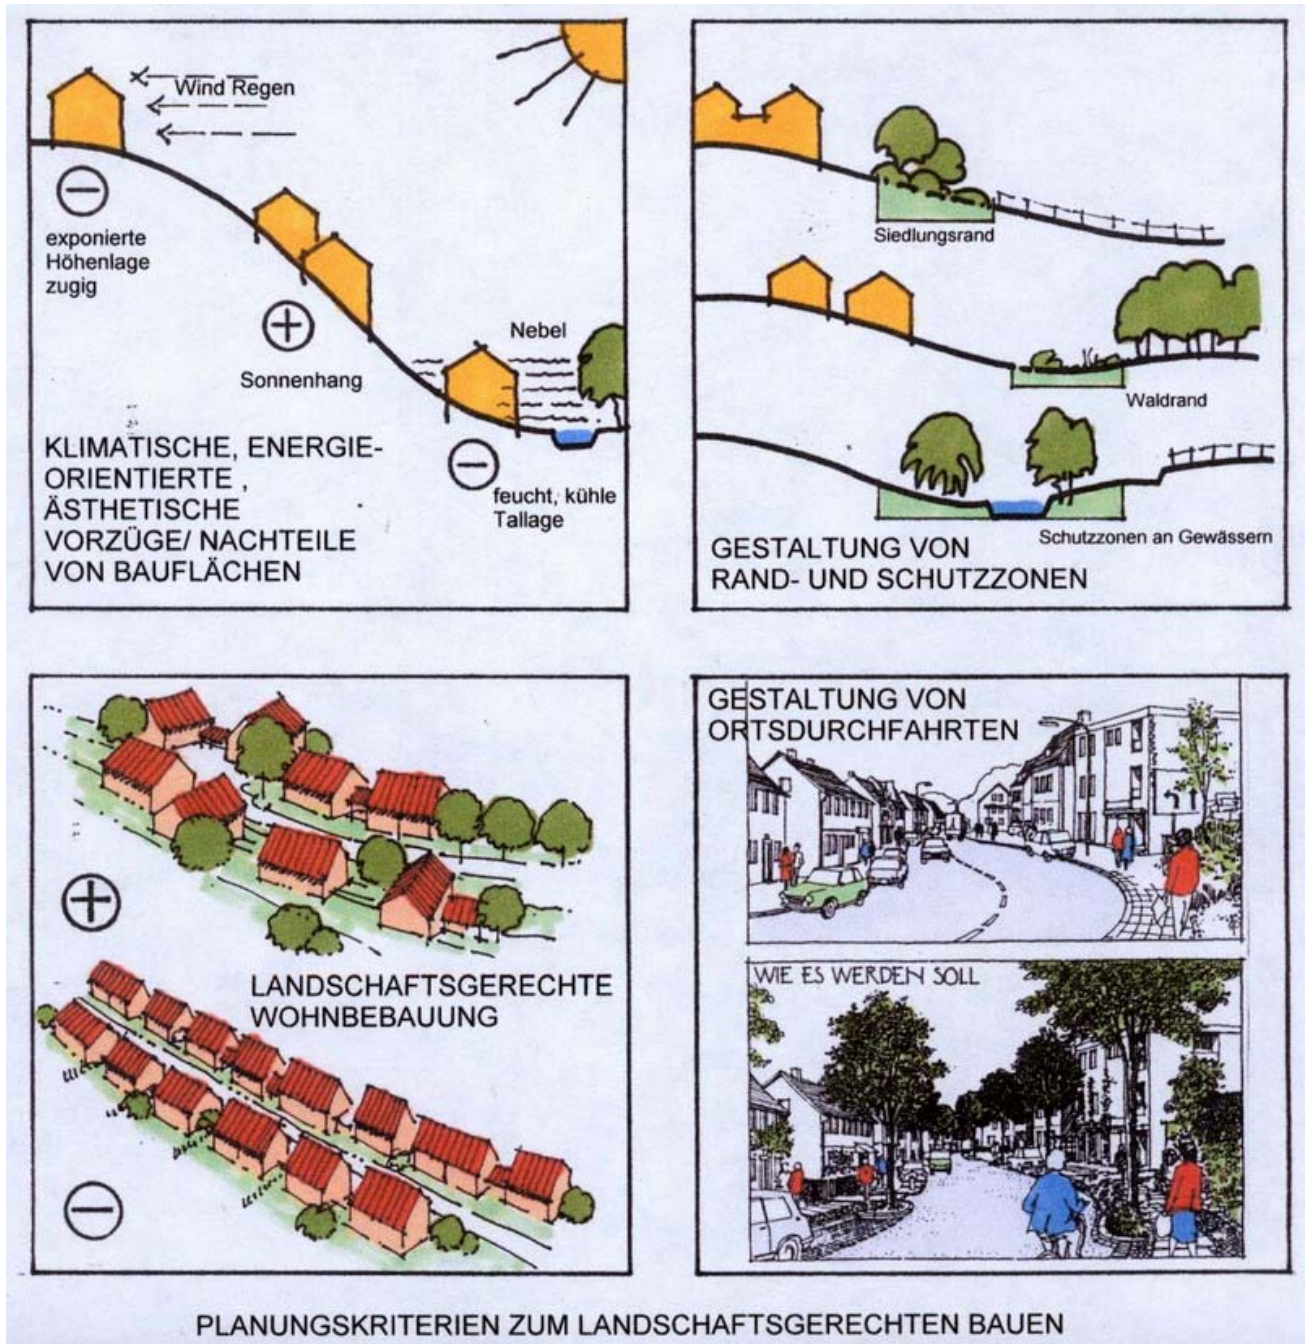 Wind Regen
exponierte
Höhenlage
zugig
Sonnenhang
Nebel
feucht, kühle
Tallage
KLIMATISCHE, ENERGIE-
ORIENTIERTE ,
ÄSTHETISCHE
VORZÜGE/ NACHTEILE
VON BAUFLÄCHEN
Siedlungsrand
Waldrand
Schutzzonen an Gewässern
GESTALTUNG VON
RAND- UND SCHUTZZONEN
LANDSCHAFTSGERECHTE
WOHNBEBAUUNG
GESTALTUNG VON
ORTSDURCHFAHRTEN
WIE ES WERDEN SOLL
PLANUNGSKRITERIEN ZUM LANDSCHAFTSGERECHTEN BAUEN